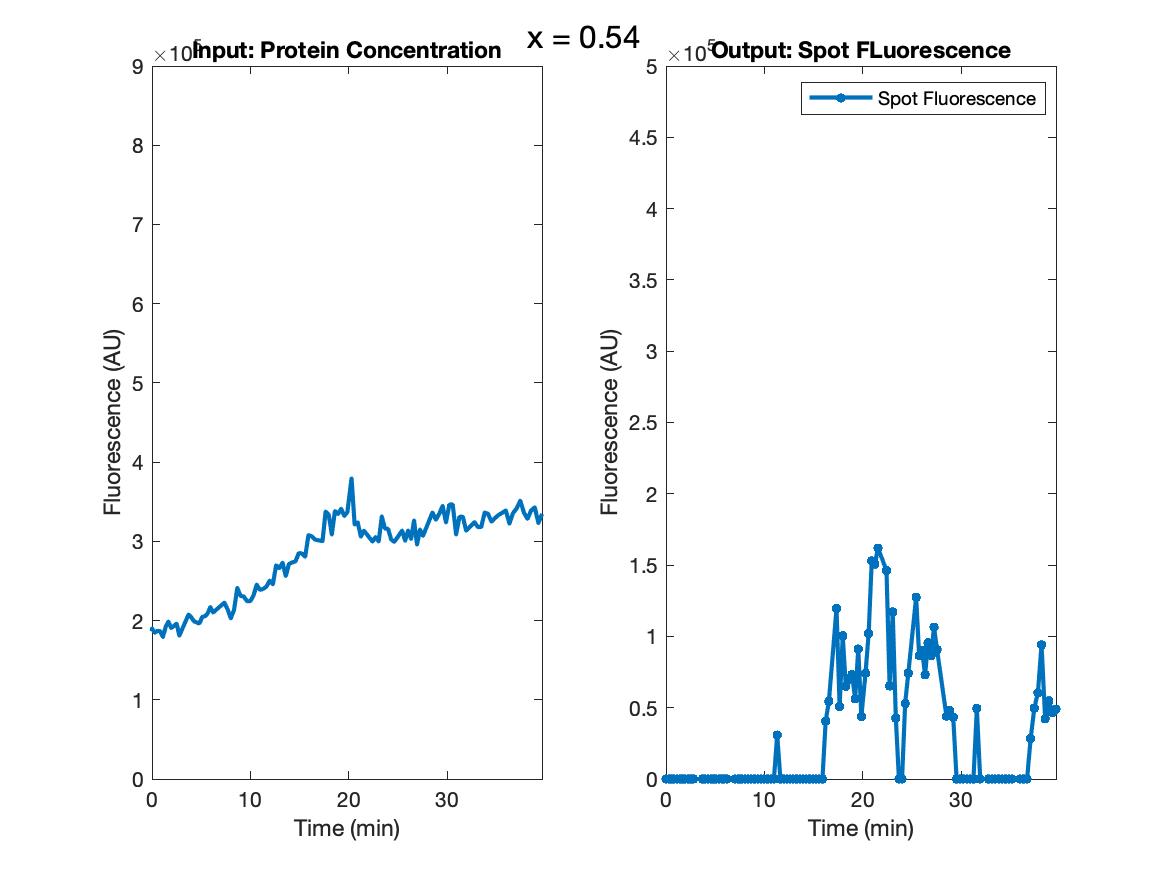 x = 0.54
×10⁵
Input: Protein Concentration
9
8
7
6
5
4
3
2
1
0
Fluorescence (AU)
0 10 20 30
Time (min)
×10⁵
Output: Spot FLuorescence
Spot Fluorescence
5
4.5
4
3.5
3
2.5
2
1.5
1
0.5
0
Fluorescence (AU)
0 10 20 30
Time (min)